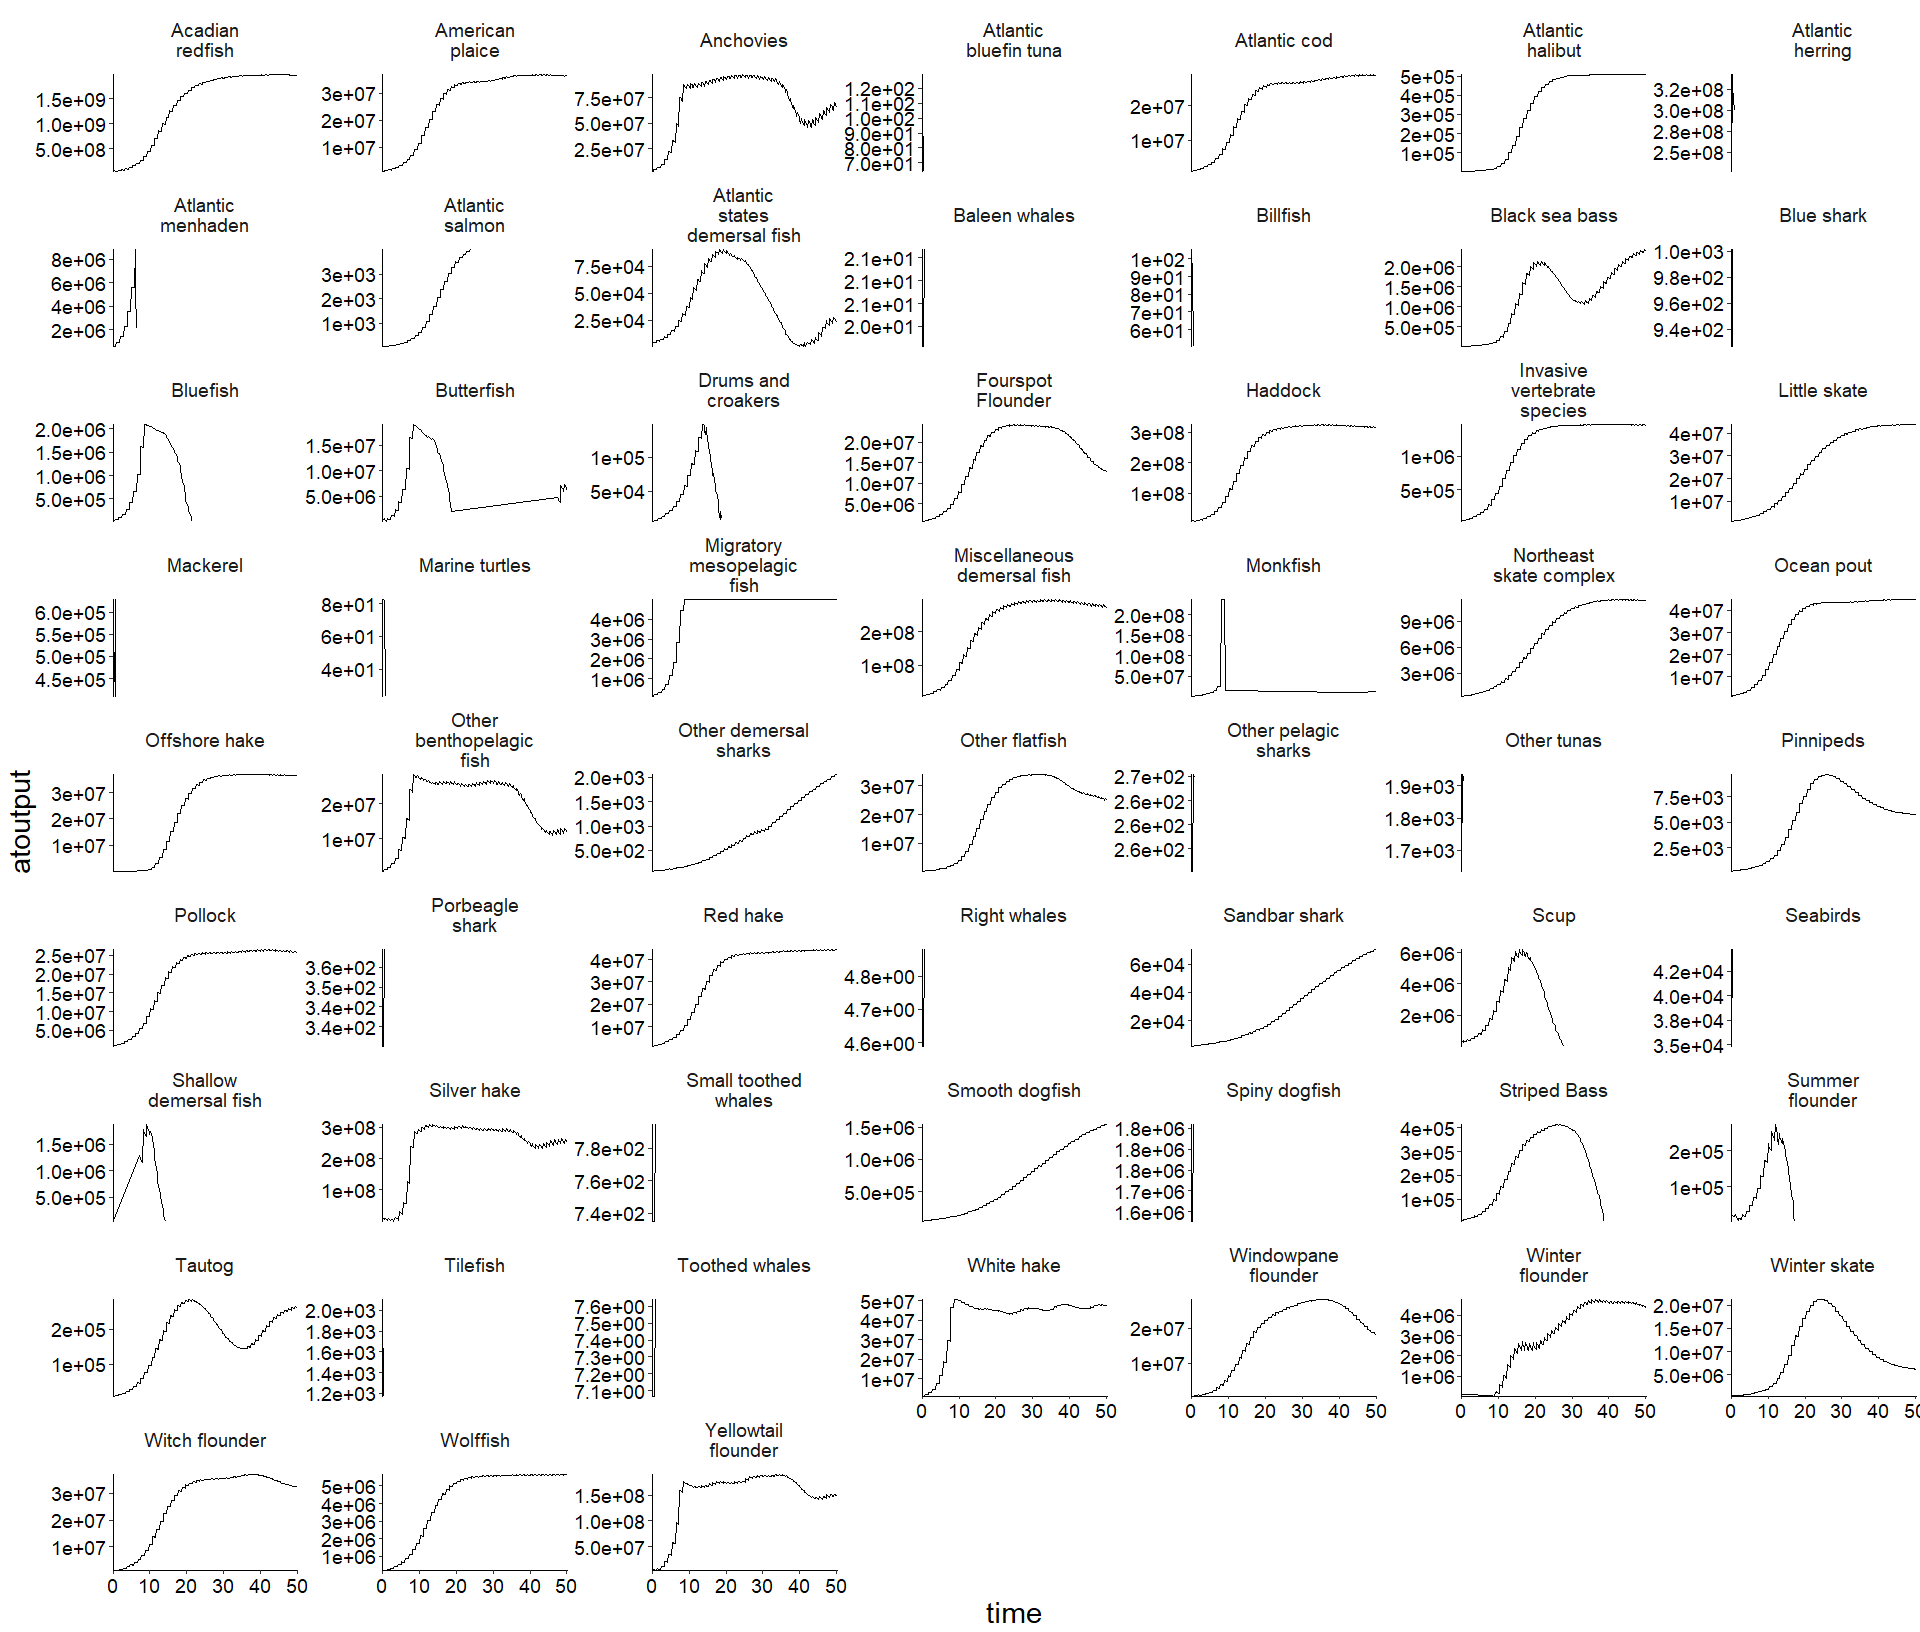 Acadian
redfish
American
plaice
Anchovies
Atlantic
bluefin tuna
Atlantic cod
Atlantic
halibut
Atlantic
herring
1.5e+09
1.0e+09
5.0e+08
3e+07
2e+07
1e+07
7.5e+07
5.0e+07
2.5e+07
1.2e+02
1.1e+02
1.0e+02
9.0e+01
8.0e+01
7.0e+01
2e+07
1e+07
5e+05
4e+05
3e+05
2e+05
1e+05
3.2e+08
3.0e+08
2.8e+08
2.5e+08
Atlantic
menhaden
Atlantic
salmon
Atlantic
states
demersal fish
Baleen whales
Billfish
Black sea bass
Blue shark
8e+06
6e+06
4e+06
2e+06
3e+03
2e+03
1e+03
7.5e+04
5.0e+04
2.5e+04
2.1e+01
2.1e+01
2.1e+01
2.0e+01
1e+02
9e+01
8e+01
7e+01
6e+01
2.0e+06
1.5e+06
1.0e+06
5.0e+05
1.0e+03
9.8e+02
9.6e+02
9.4e+02
Bluefish
Butterfish
Drums and
croakers
Fourspot
Flounder
Haddock
Invasive
vertebrate
species
Little skate
2.0e+06
1.5e+06
1.0e+06
5.0e+05
1.5e+07
1.0e+07
5.0e+06
1e+05
5e+04
2.0e+07
1.5e+07
1.0e+07
5.0e+06
3e+08
2e+08
1e+08
1e+06
5e+05
4e+07
3e+07
2e+07
1e+07
Mackerel
Marine turtles
Migratory
mesopelagic
fish
Miscellaneous
demersal fish
Monkfish
Northeast
skate complex
Ocean pout
6.0e+05
5.5e+05
5.0e+05
4.5e+05
8e+01
6e+01
4e+01
4e+06
3e+06
2e+06
1e+06
2e+08
1e+08
2.0e+08
1.5e+08
1.0e+08
5.0e+07
9e+06
6e+06
3e+06
4e+07
3e+07
2e+07
1e+07
Offshore hake
Other
benthopelagic
fish
Other demersal
sharks
Other flatfish
Other pelagic
sharks
Other tunas
Pinnipeds
3e+07
2e+07
1e+07
2e+07
1e+07
2.0e+03
1.5e+03
1.0e+03
5.0e+02
3e+07
2e+07
1e+07
2.7e+02
2.6e+02
2.6e+02
2.6e+02
1.9e+03
1.8e+03
1.7e+03
7.5e+03
5.0e+03
2.5e+03
atoutput
Pollock
Porbeagle
shark
Red hake
Right whales
Sandbar shark
Scup
Seabirds
2.5e+07
2.0e+07
1.5e+07
1.0e+07
5.0e+06
3.6e+02
3.5e+02
3.4e+02
3.4e+02
4e+07
3e+07
2e+07
1e+07
4.8e+00
4.7e+00
4.6e+00
6e+04
4e+04
2e+04
6e+06
4e+06
2e+06
4.2e+04
4.0e+04
3.8e+04
3.5e+04
Shallow
demersal fish
Silver hake
Small toothed
whales
Smooth dogfish
Spiny dogfish
Striped Bass
Summer
flounder
1.5e+06
1.0e+06
5.0e+05
3e+08
2e+08
1e+08
7.8e+02
7.6e+02
7.4e+02
1.5e+06
1.0e+06
5.0e+05
1.8e+06
1.8e+06
1.8e+06
1.7e+06
1.6e+06
4e+05
3e+05
2e+05
1e+05
2e+05
1e+05
Tautog
Tilefish
Toothed whales
White hake
Windowpane
flounder
Winter
flounder
Winter skate
2e+05
1e+05
2.0e+03
1.8e+03
1.6e+03
1.4e+03
1.2e+03
7.6e+00
7.5e+00
7.4e+00
7.3e+00
7.2e+00
7.1e+00
5e+07
4e+07
3e+07
2e+07
1e+07
2e+07
1e+07
4e+06
3e+06
2e+06
1e+06
2.0e+07
1.5e+07
1.0e+07
5.0e+06
0 10 20 30 40 50
0 10 20 30 40 50
0 10 20 30 40 50
0 10 20 30 40 50
Witch flounder
Wolffish
Yellowtail
flounder
3e+07
2e+07
1e+07
5e+06
4e+06
3e+06
2e+06
1e+06
1.5e+08
1.0e+08
5.0e+07
0 10 20 30 40 50
0 10 20 30 40 50
0 10 20 30 40 50
time